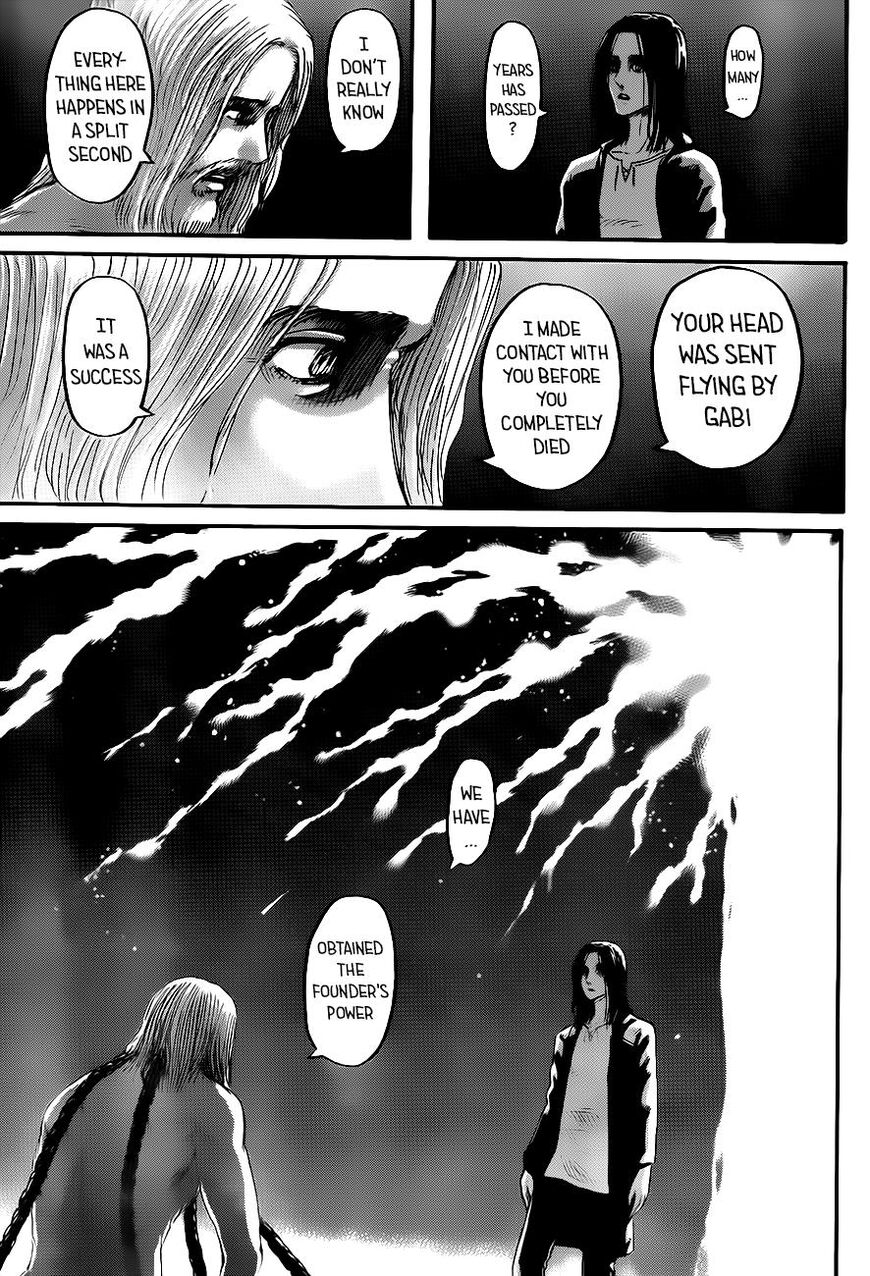 HOW
MANY
...
YEARS
HAS
PASSED
?
I
DON'T
REALLY
KNOW
EVERY-
THING HERE
HAPPENS IN
A SPLIT
SECOND
YOUR HEAD
WAS SENT
FLYING BY
GABI
I MADE
CONTACT WITH
YOU BEFORE
YOU
COMPLETELY
DIED
IT
WAS A
SUCCESS
WE
HAVE
...
OBTAINED
THE
FOUNDER'S
POWER